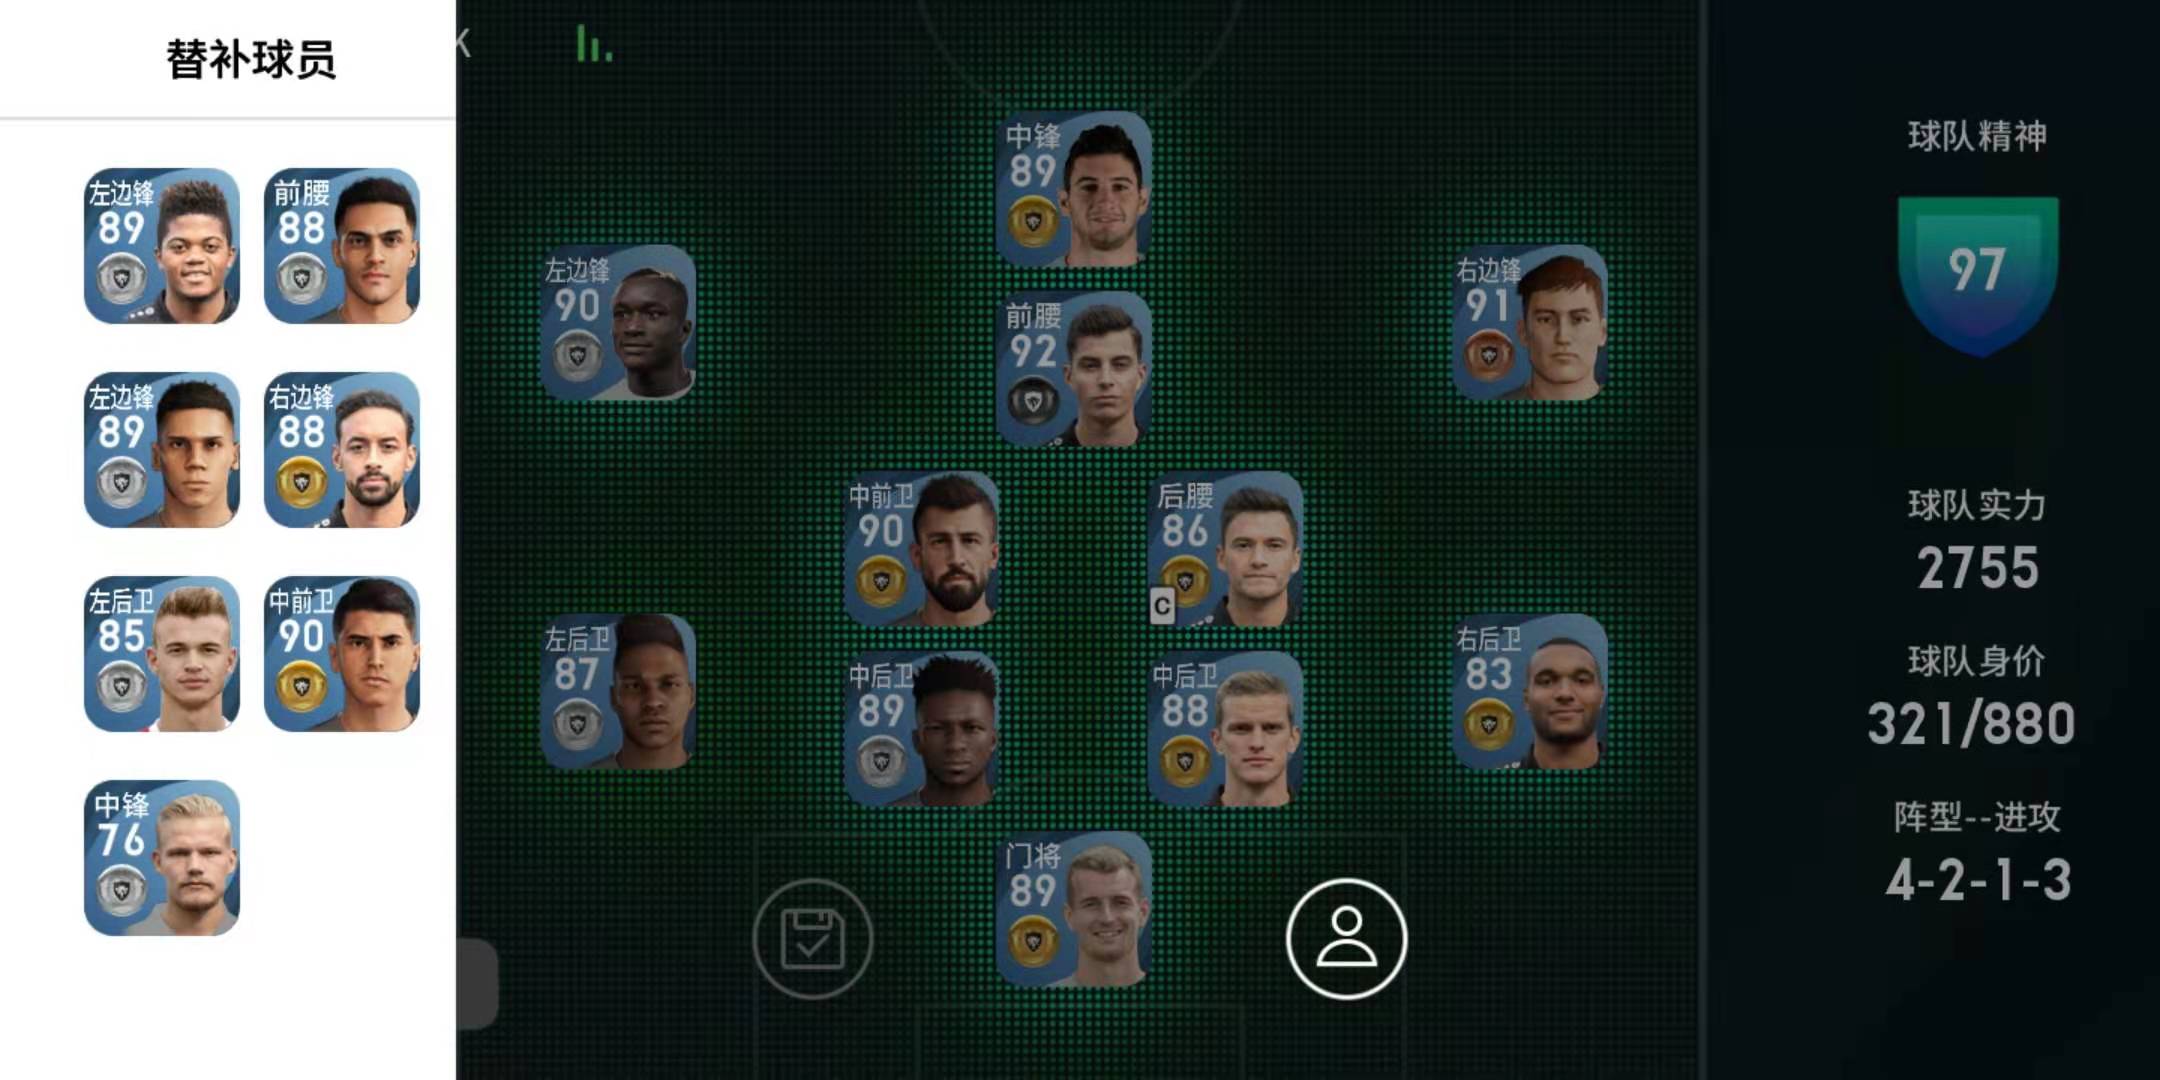 替补球员
左边锋
89
前腰
88
左边锋
89
右边锋
88
左后卫
85
中前卫
90
中锋
76
中锋
89
左边锋
90
右边锋
91
前腰
92
中前卫
90
后腰
86
C
左后卫
87
右后卫
83
中后卫
89
中后卫
88
门将
89
球队精神
97
球队实力
2755
球队身价
321/880
阵型--进攻
4-2-1-3